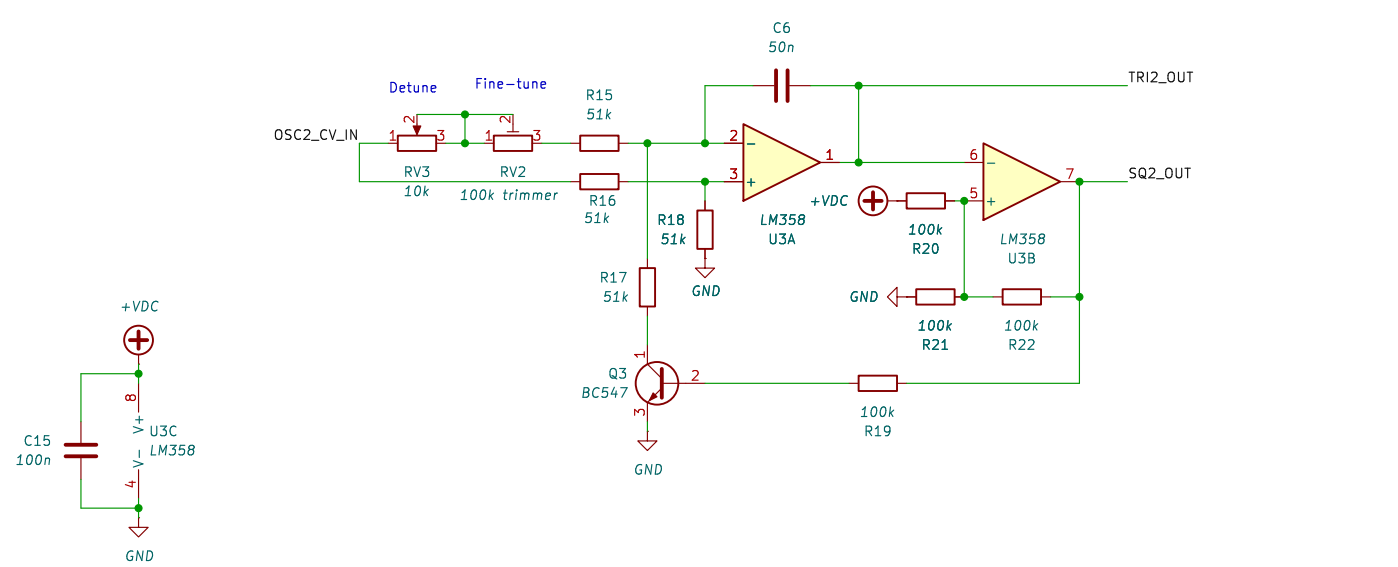 C6
50n
TRI2_OUT
Detune
Fine-tune
R15
51k
OSC2_CV_IN
1
2
3
1
2
3
RV3
10k
RV2
100k trimmer
R16
51k
2
−
3
+
1
LM358
U3A
R18
51k
GND
6
−
5
+
7
SQ2_OUT
LM358
U3B
+VDC
100k
R20
R17
51k
GND
100k
R21
100k
R22
+VDC
1
Q3
BC547
2
3
GND
100k
R19
8
V+
U3C
LM358
V−
4
C15
100n
GND